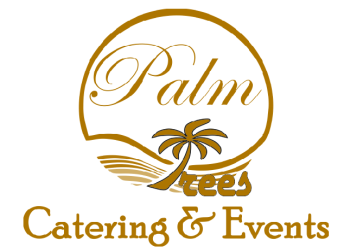 Palm
Trees
Catering & Events